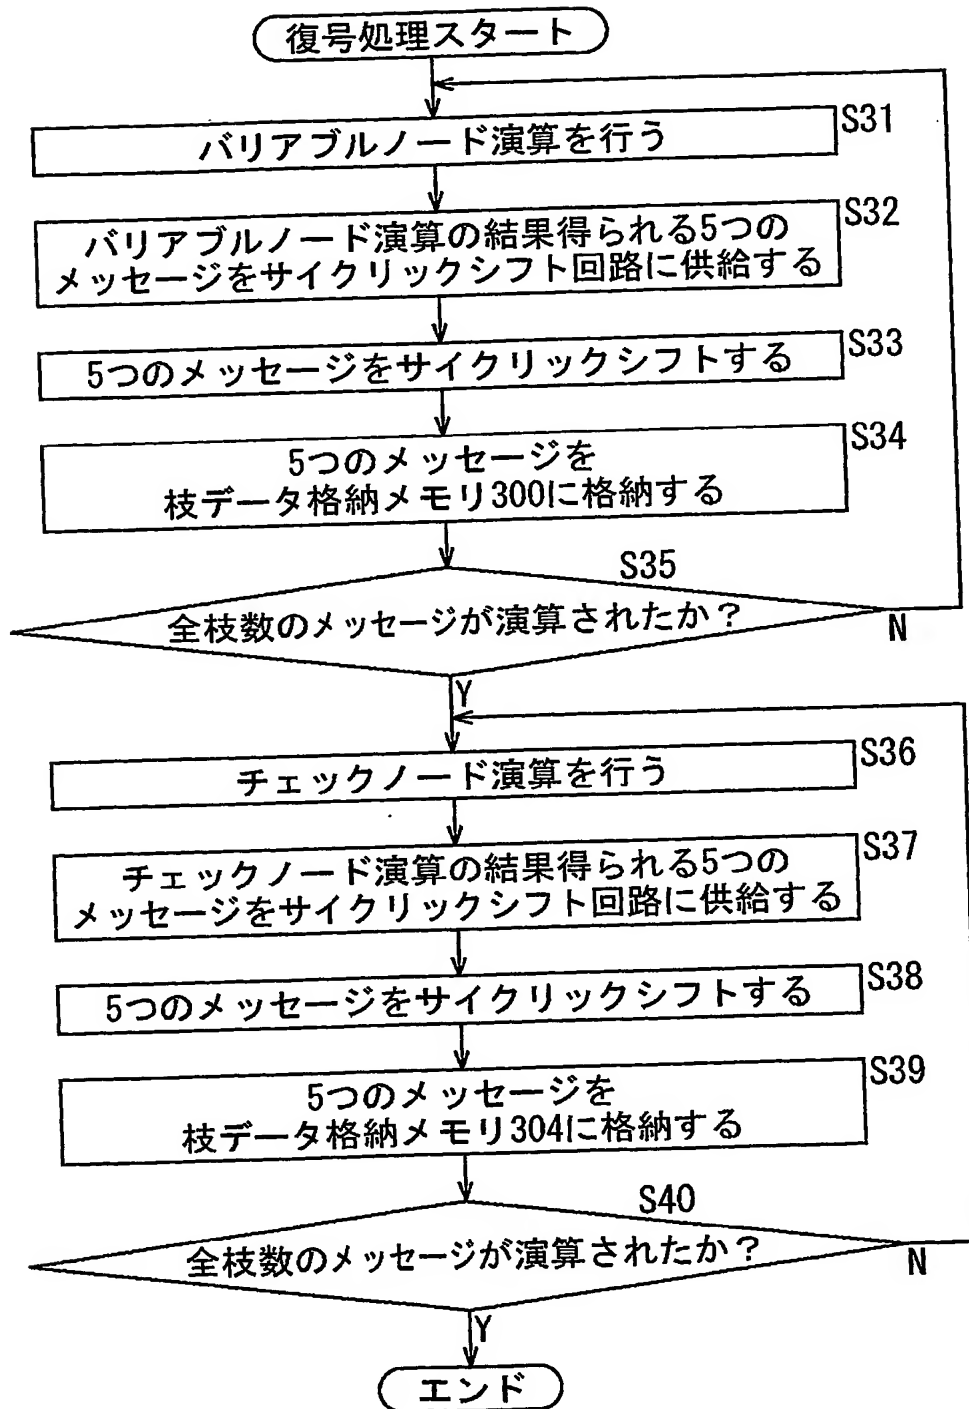 復号処理スタート
S31
バリアブルノード演算を行う
S32
バリアブルノード演算の結果得られる5つの
メッセージをサイクリックシフト回路に供給する
S33
5つのメッセージをサイクリックシフトする
S34
5つのメッセージを
枝データ格納メモリ300に格納する
S35
全枝数のメッセージが演算されたか？
N
Y
S36
チェックノード演算を行う
S37
チェックノード演算の結果得られる5つの
メッセージをサイクリックシフト回路に供給する
S38
5つのメッセージをサイクリックシフトする
S39
5つのメッセージを
枝データ格納メモリ304に格納する
S40
全枝数のメッセージが演算されたか？
N
Y
エンド